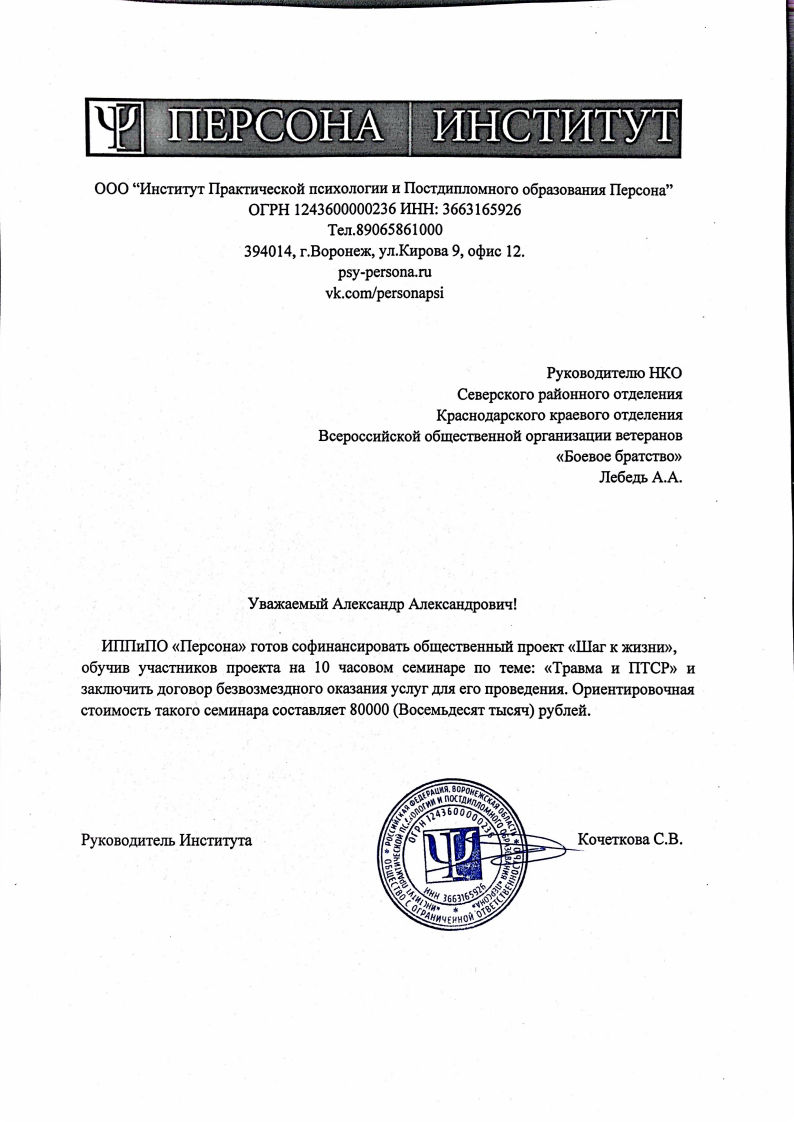 Ψ ПЕРСОНА ИНСТИТУТ
ООО “Институт Практической психологии и Постдипломного образования Персона”
ОГРН 1243600000236 ИНН: 3663165926
Тел.89065861000
394014, г.Воронеж, ул.Кирова 9, офис 12.
psy-persona.ru
vk.com/personapsi
Руководителю НКО
Северского районного отделения
Краснодарского краевого отделения
Всероссийской общественной организации ветеранов
«Боевое братство»
Лебедь А.А.
Уважаемый Александр Александрович!
ИППиПО «Персона» готов софинансировать общественный проект «Шаг к жизни»,
обучив участников проекта на 10 часовом семинаре по теме: «Травма и ПТСР» и
заключить договор безвозмездного оказания услуг для его проведения. Ориентировочная
стоимость такого семинара составляет 80000 (Восемьдесят тысяч) рублей.
Руководитель Института
Кочеткова С.В.
* РОССИЙСКАЯ ФЕДЕРАЦИЯ, ВОРОНЕЖСКАЯ ОБЛАСТЬ *
ОБЩЕСТВО С ОГРАНИЧЕННОЙ ОТВЕТСТВЕННОСТЬЮ
«ИНСТИТУТ ПРАКТИЧЕСКОЙ ПСИХОЛОГИИ И ПОСТДИПЛОМНОГО ОБРАЗОВАНИЯ «ПЕРСОНА» *
ОГРН 1243600000236
Ψ
ИНН 3663165926